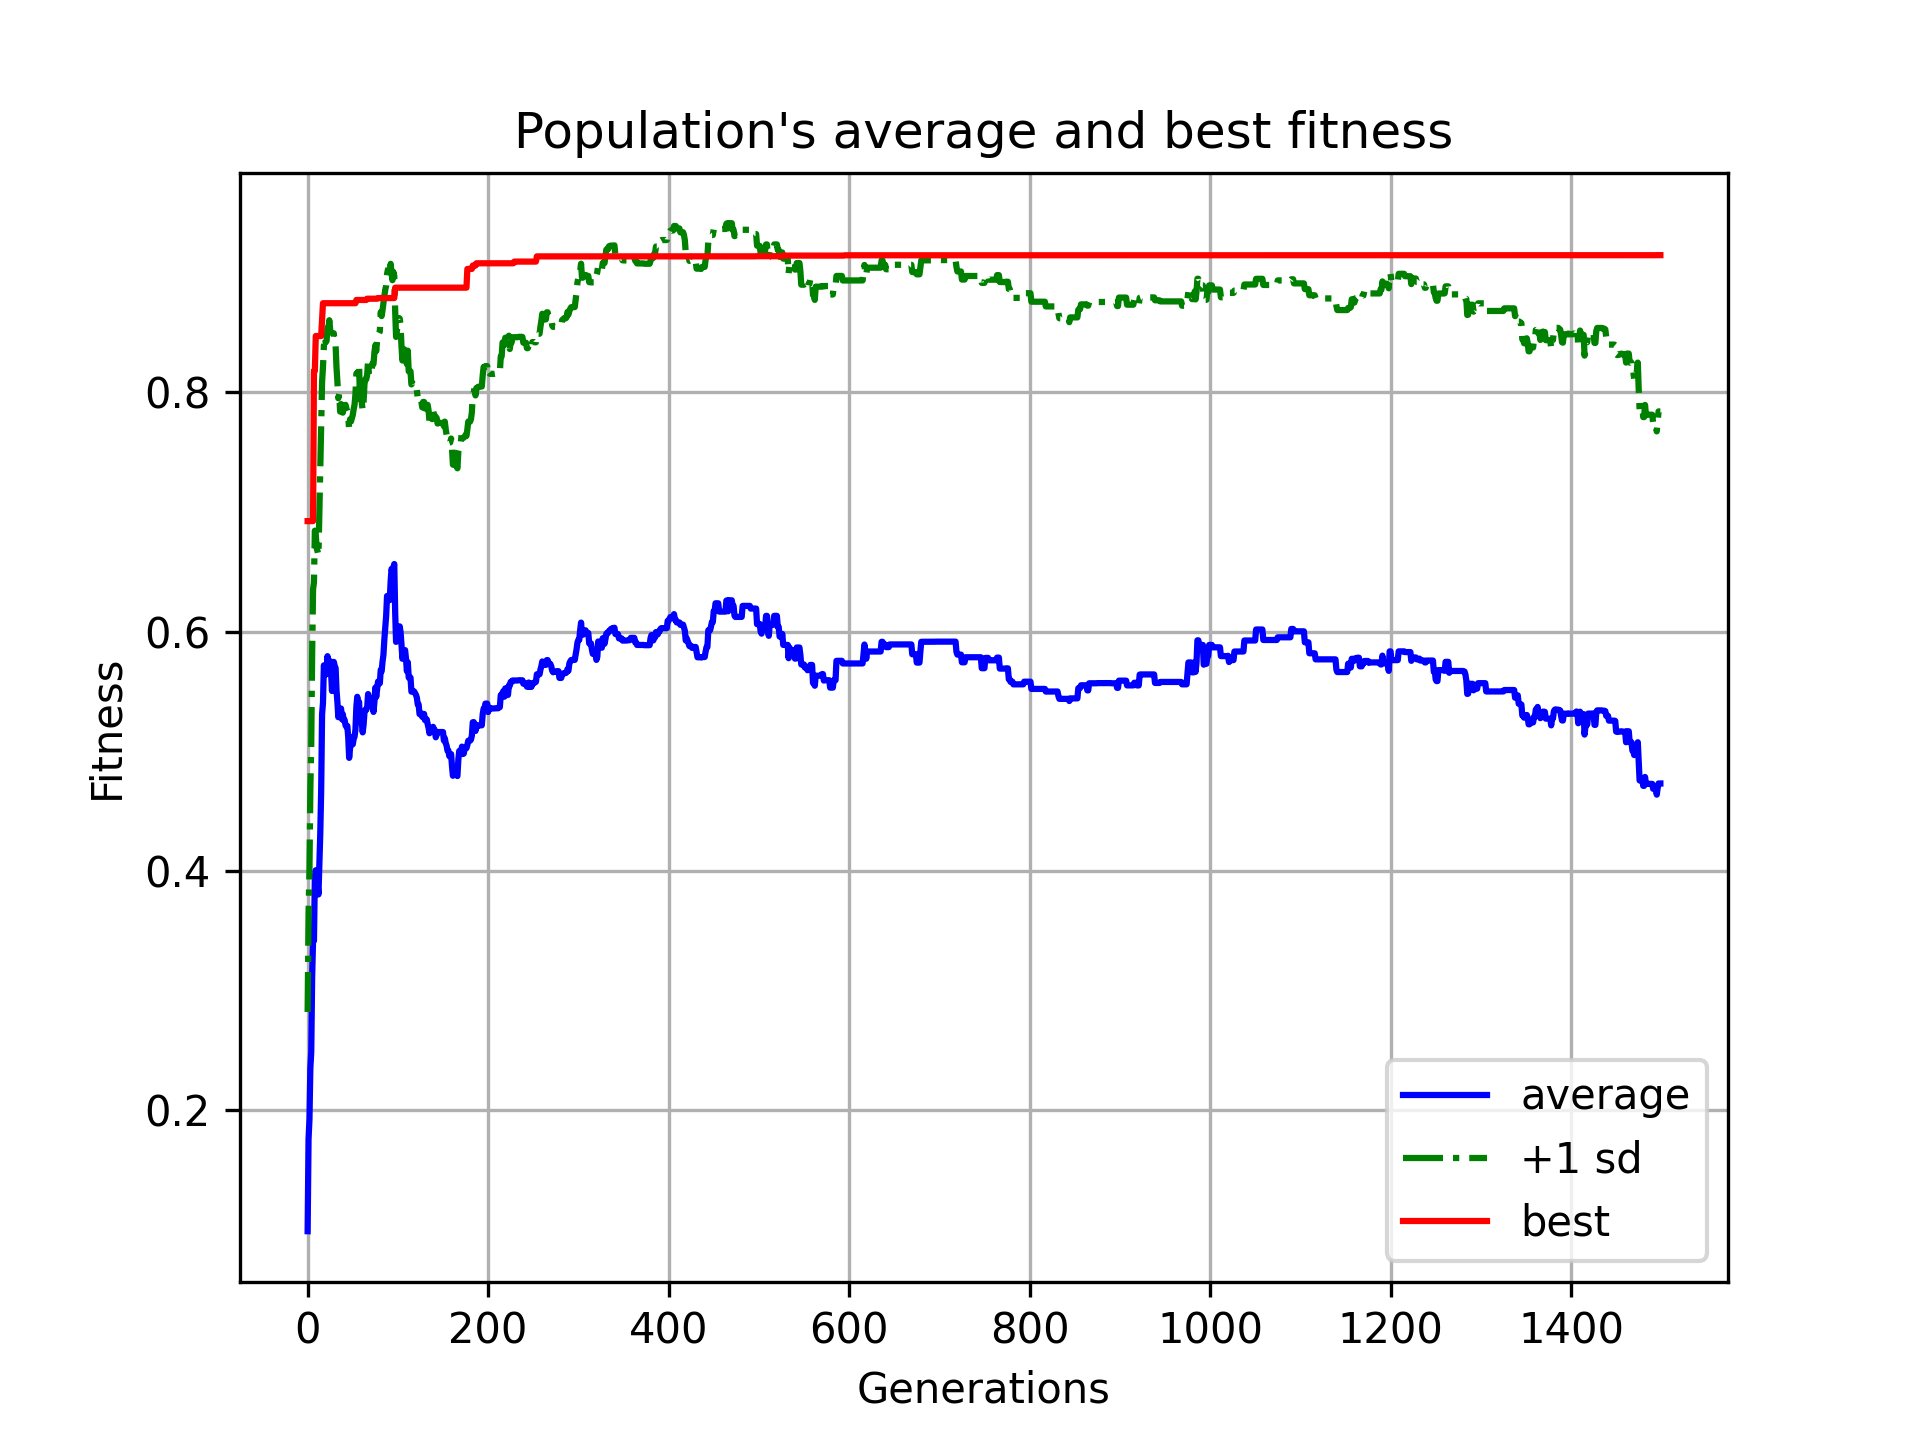 Population's average and best fitness
Fitness
0.8
0.6
0.4
0.2
average
+1 sd
best
0 200 400 600 800 1000 1200 1400
Generations